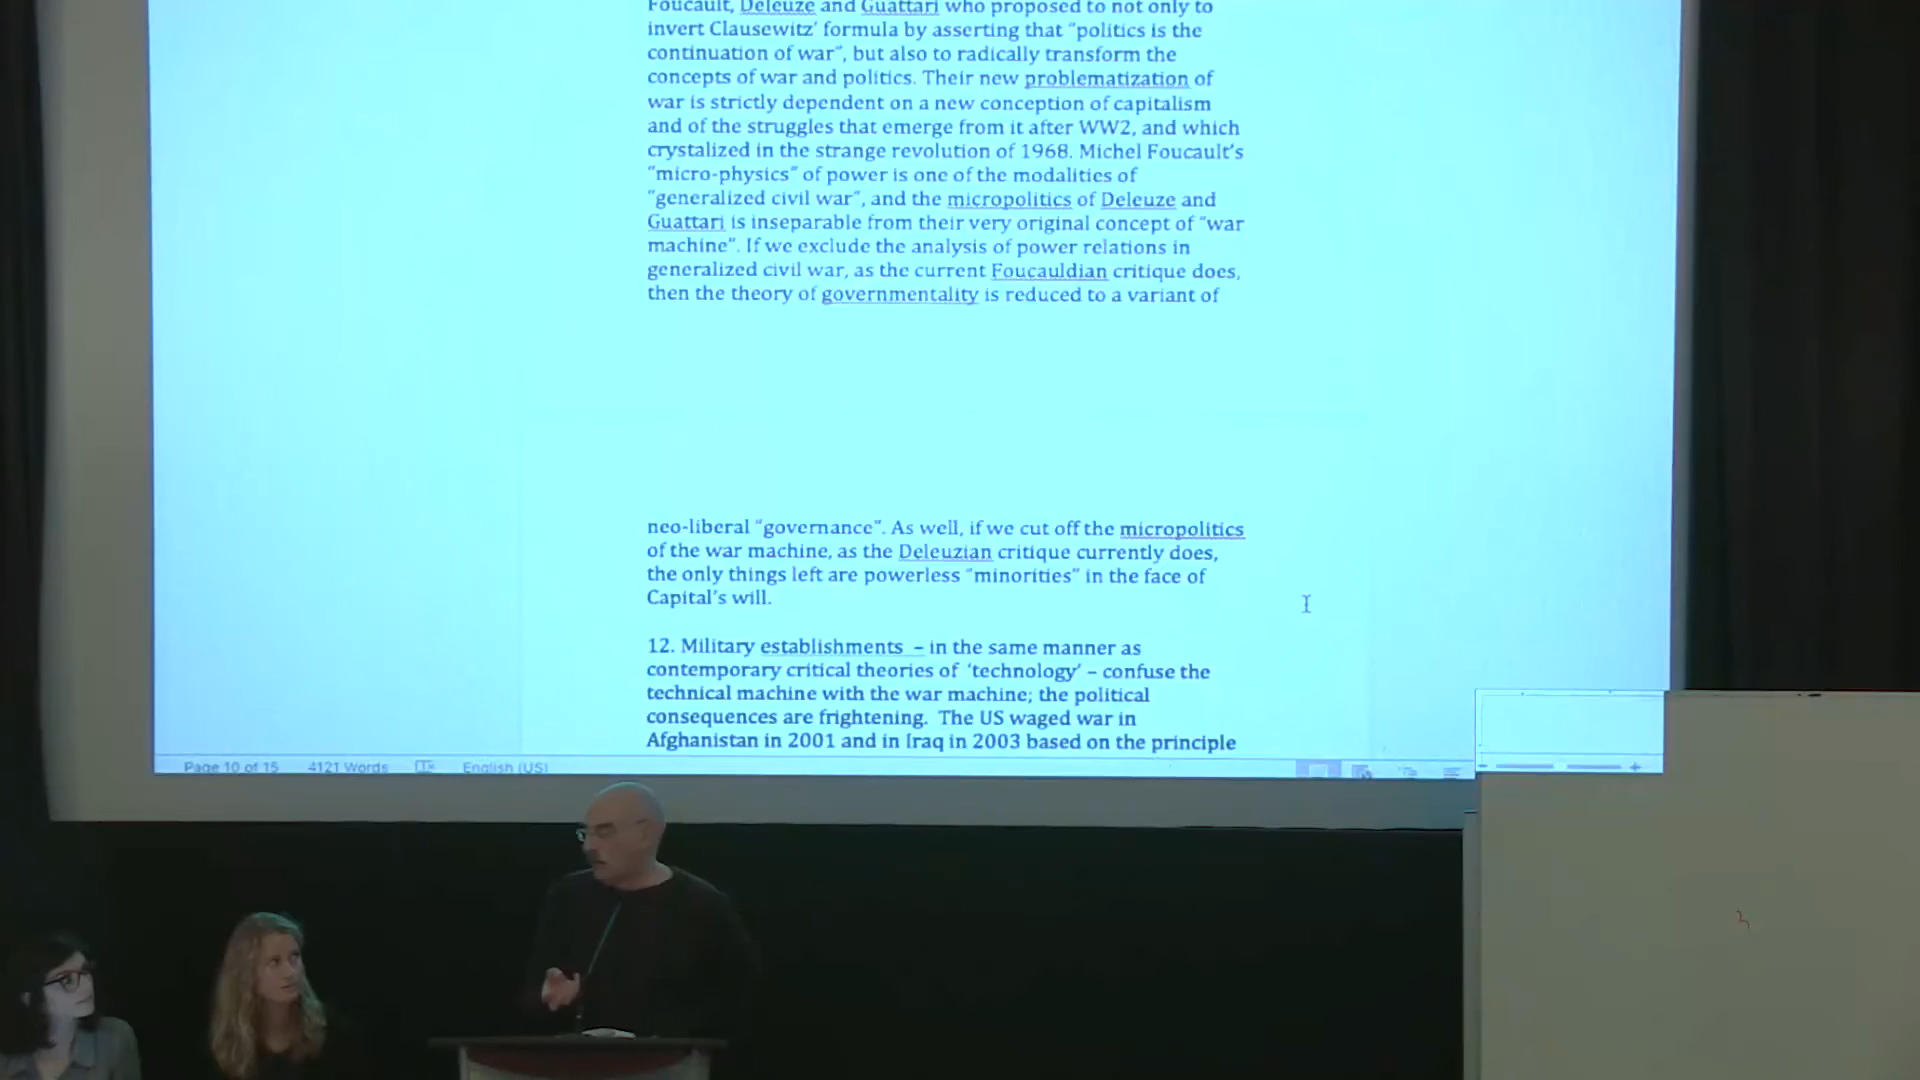 Foucault, Deleuze and Guattari who proposed to not only to
invert Clausewitz’ formula by asserting that “politics is the
continuation of war”, but also to radically transform the
concepts of war and politics. Their new problematization of
war is strictly dependent on a new conception of capitalism
and of the struggles that emerge from it after WW2, and which
crystalized in the strange revolution of 1968. Michel Foucault’s
“micro-physics” of power is one of the modalities of
“generalized civil war”, and the micropolitics of Deleuze and
Guattari is inseparable from their very original concept of “war
machine”. If we exclude the analysis of power relations in
generalized civil war, as the current Foucauldian critique does,
then the theory of governmentality is reduced to a variant of
neo-liberal “governance”. As well, if we cut off the micropolitics
of the war machine, as the Deleuzian critique currently does,
the only things left are powerless “minorities” in the face of
Capital’s will.
12. Military establishments – in the same manner as
contemporary critical theories of ‘technology’ – confuse the
technical machine with the war machine; the political
consequences are frightening. The US waged war in
Afghanistan in 2001 and in Iraq in 2003 based on the principle
Page 10 of 15 4121 Words English (US)